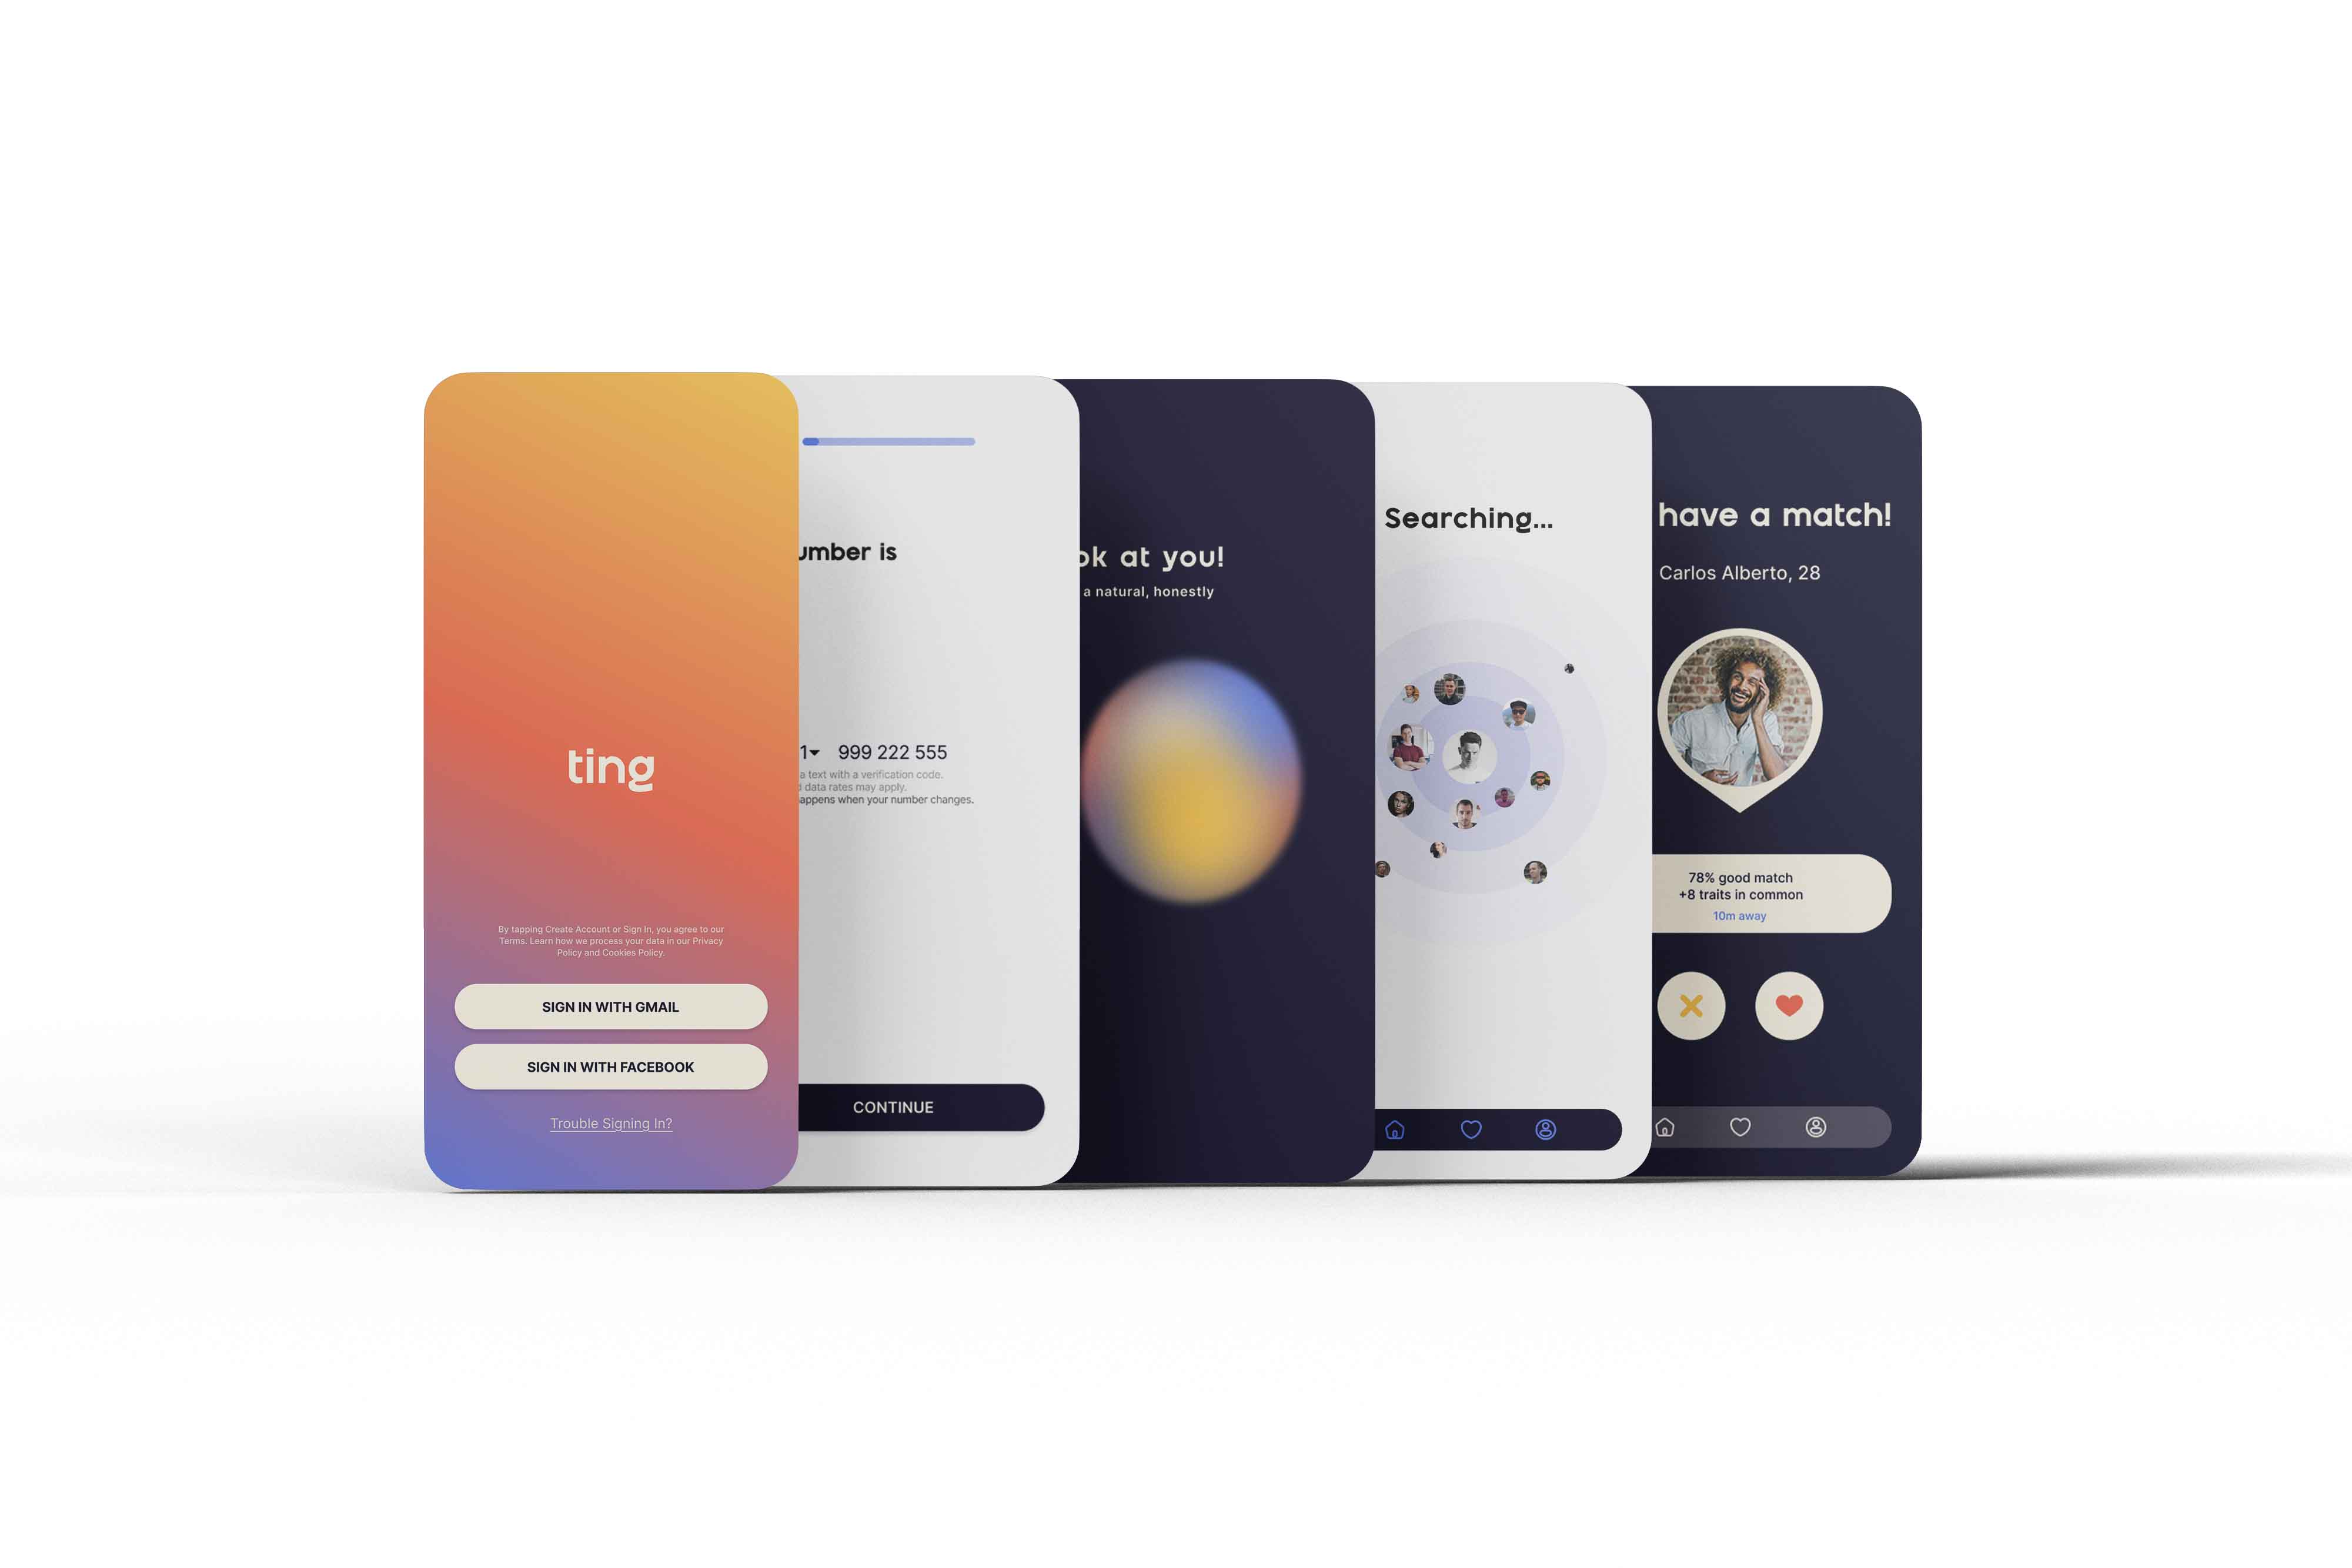 ting
By tapping Create Account or Sign In, you agree to our
Terms. Learn how we process your data in our Privacy
Policy and Cookies Policy.
SIGN IN WITH GMAIL
SIGN IN WITH FACEBOOK
Trouble Signing In?
umber is
1 999 222 555
a text with a verification code.
d data rates may apply.
appens when your number changes.
CONTINUE
ok at you!
a natural, honestly
Searching...
have a match!
Carlos Alberto, 28
78% good match
+8 traits in common
10m away